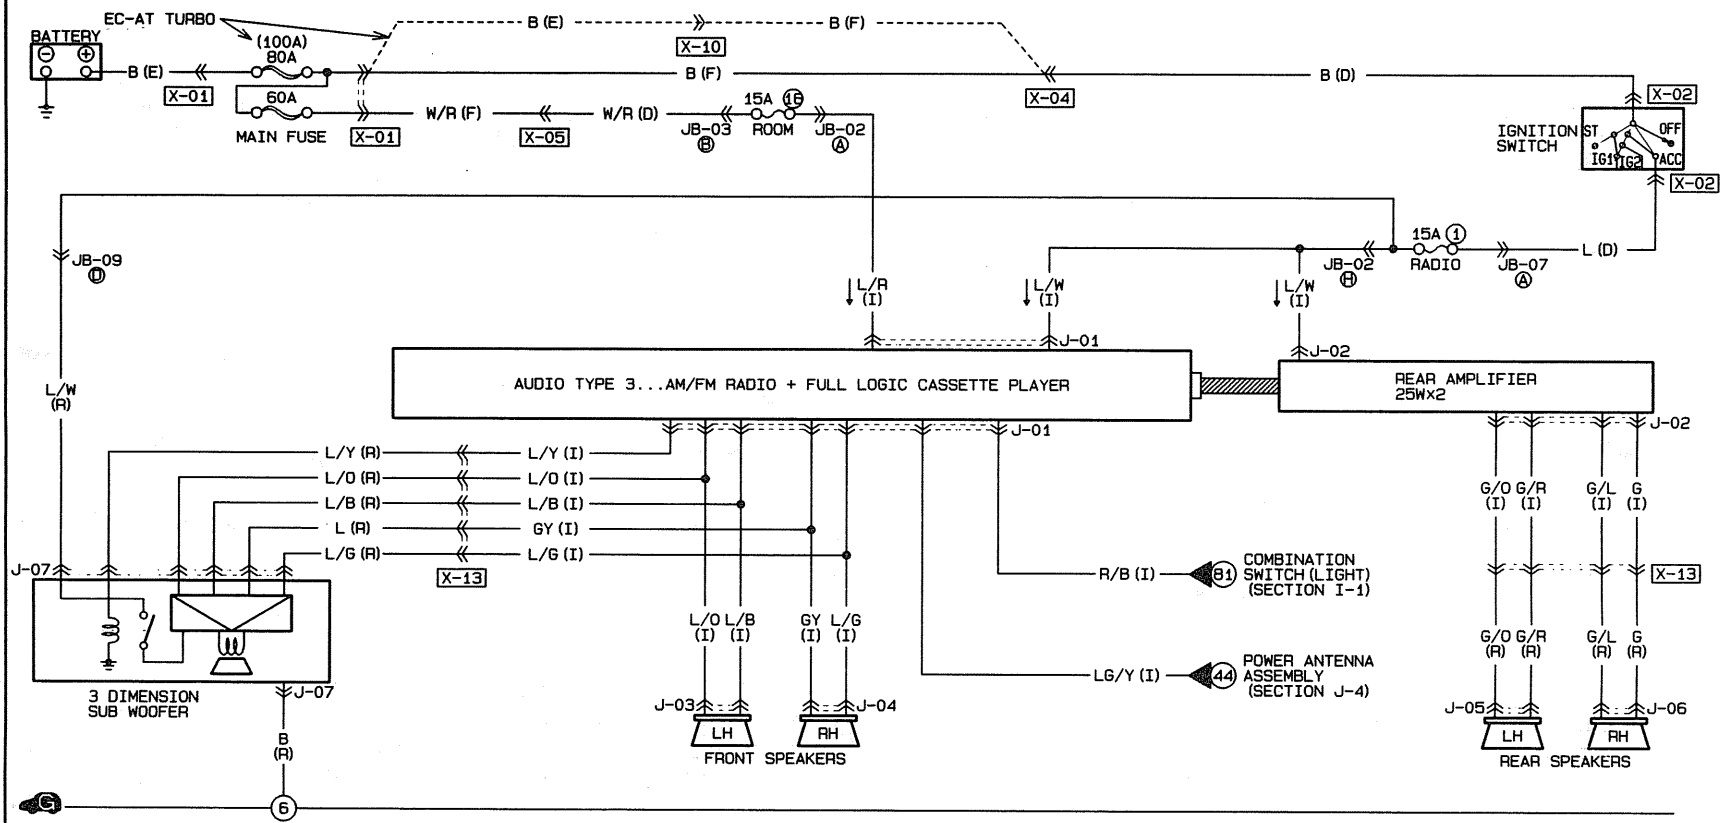 EC-AT TURBO
B (E)
B (F)
BATTERY
(100A)
80A
X-10
B (E)
B (F)
B (D)
X-01
X-04
X-02
60A
MAIN FUSE
X-01
W/R (F)
X-05
W/R (D)
JB-03
B
15A 16
ROOM
JB-02
A
IGNITION
SWITCH
ST
OFF
IG1
IG2
ACC
X-02
JB-09
D
15A 1
RADIO
JB-02
H
JB-07
A
L (D)
L/R
(I)
L/W
(I)
L/W
(I)
J-01
J-02
L/W
(R)
AUDIO TYPE 3...AM/FM RADIO + FULL LOGIC CASSETTE PLAYER
REAR AMPLIFIER
25W×2
J-01
J-02
L/Y (R)
L/Y (I)
L/O (R)
L/O (I)
L/B (R)
L/B (I)
L (R)
GY (I)
L/G (R)
L/G (I)
X-13
G/O
(I)
G/R
(I)
G/L
(I)
G
(I)
J-07
R/B (I)
81
COMBINATION
SWITCH (LIGHT)
(SECTION I-1)
X-13
L/O
(I)
L/B
(I)
GY
(I)
L/G
(I)
G/O
(R)
G/R
(R)
G/L
(R)
G
(R)
LG/Y (I)
44
POWER ANTENNA
ASSEMBLY
(SECTION J-4)
3 DIMENSION
SUB WOOFER
J-07
J-03
J-04
J-05
J-06
LH
RH
FRONT SPEAKERS
LH
RH
REAR SPEAKERS
B
(R)
G
6